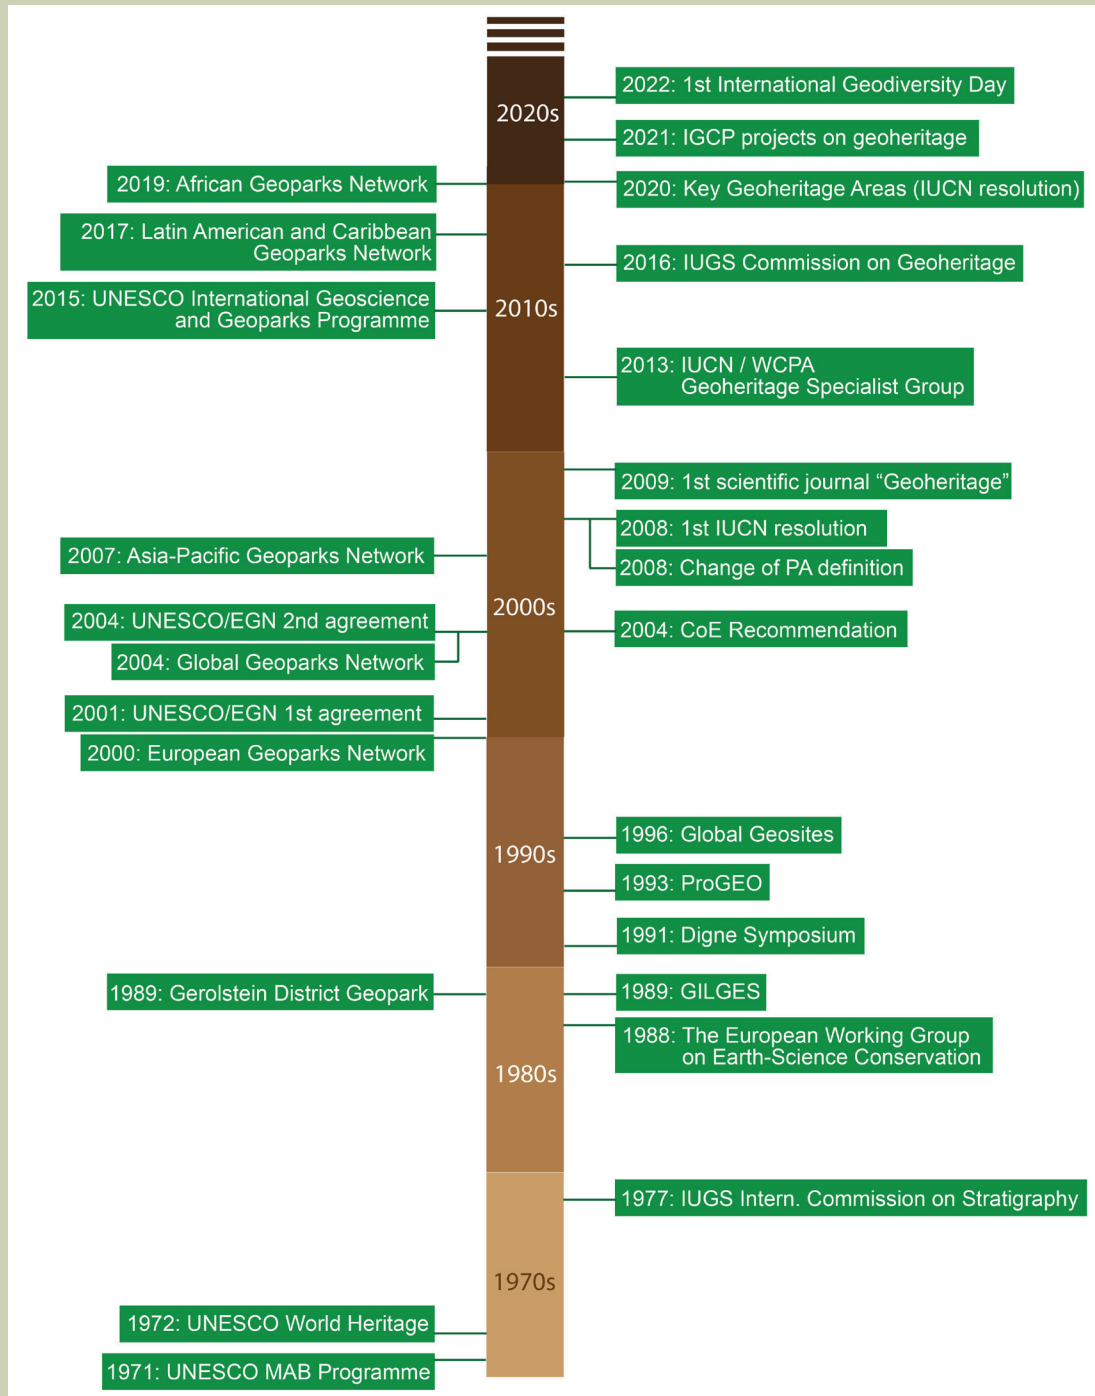 2022: 1st International Geodiversity Day
2020s
2021: IGCP projects on geoheritage
2019: African Geoparks Network
2020: Key Geoheritage Areas (IUCN resolution)
2017: Latin American and Caribbean
Geoparks Network
2016: IUGS Commission on Geoheritage
2015: UNESCO International Geoscience
and Geoparks Programme
2010s
2013: IUCN / WCPA
Geoheritage Specialist Group
2009: 1st scientific journal “Geoheritage”
2008: 1st IUCN resolution
2007: Asia-Pacific Geoparks Network
2008: Change of PA definition
2000s
2004: UNESCO/EGN 2nd agreement
2004: CoE Recommendation
2004: Global Geoparks Network
2001: UNESCO/EGN 1st agreement
2000: European Geoparks Network
1996: Global Geosites
1990s
1993: ProGEO
1991: Digne Symposium
1989: Gerolstein District Geopark
1989: GILGES
1988: The European Working Group
on Earth-Science Conservation
1980s
1977: IUGS Intern. Commission on Stratigraphy
1970s
1972: UNESCO World Heritage
1971: UNESCO MAB Programme